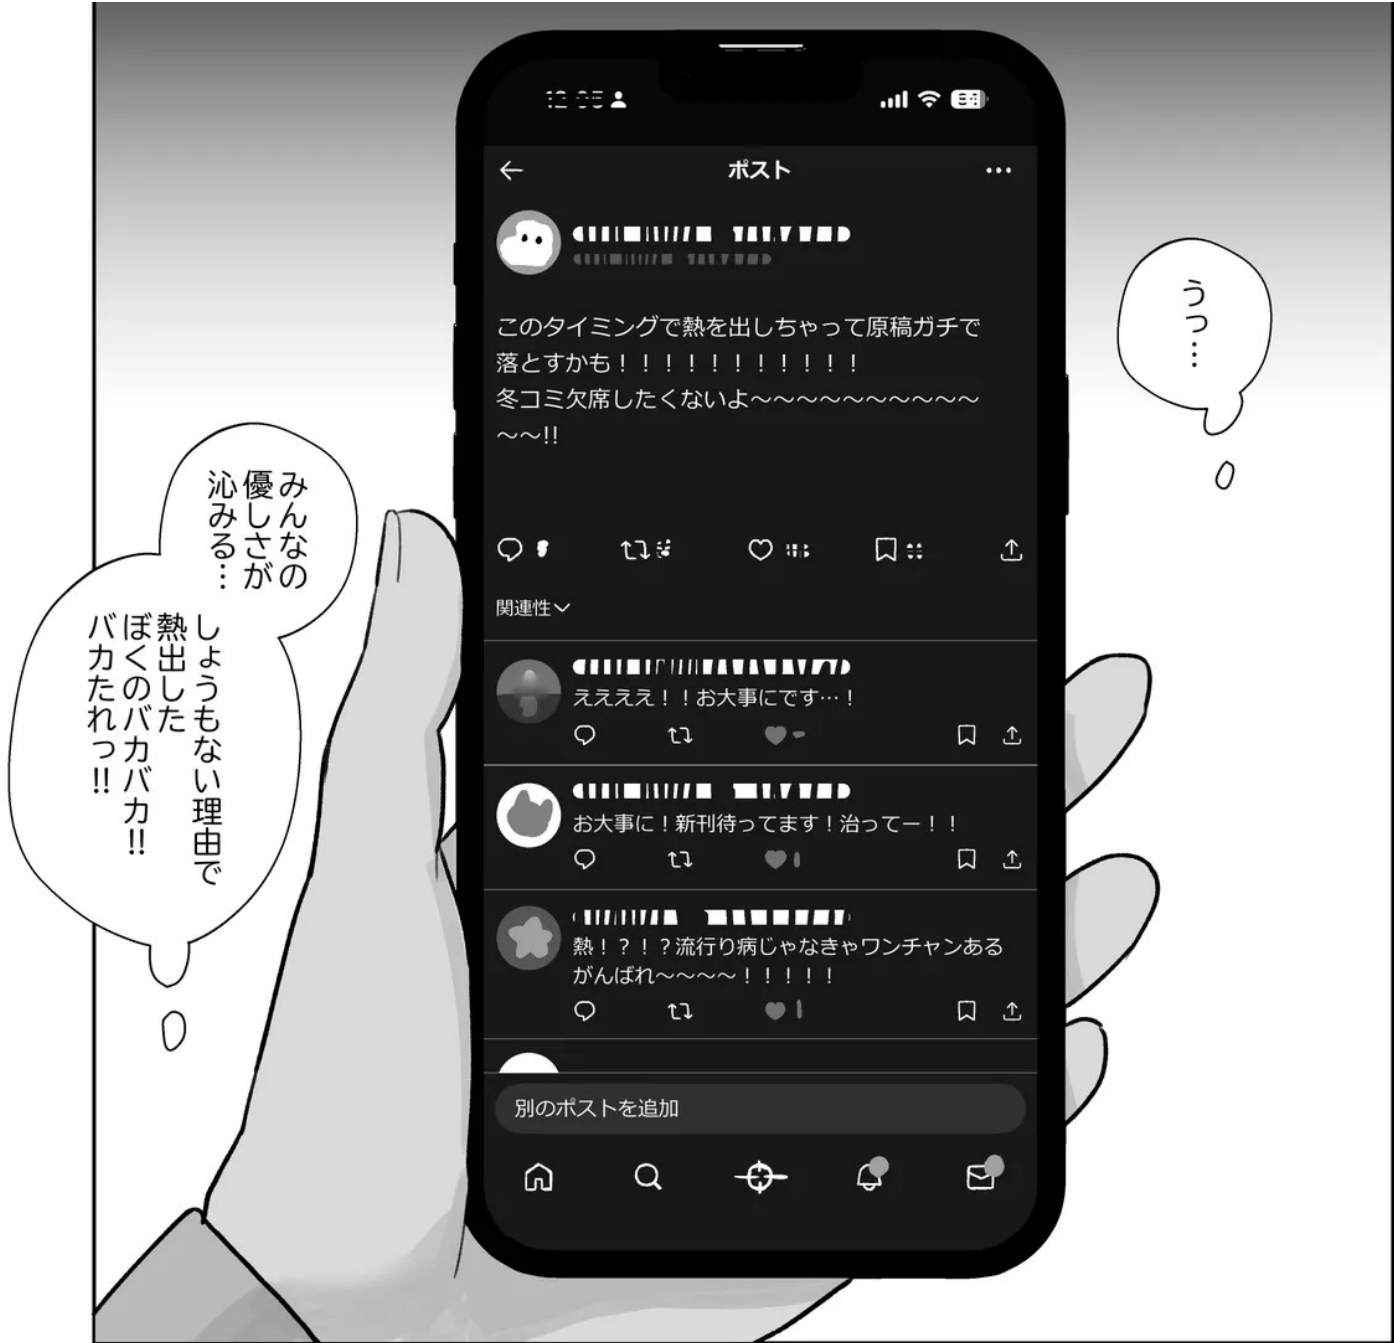 うっ…
ポスト
このタイミングで熱を出しちゃって原稿ガチで
落とすかも！！！！！！！！！！！
冬コミ欠席したくないよ～～～～～～～～～～
～～!!
関連性
ええええ！！お大事にです…！
お大事に！新刊待ってます！治ってー！！
熱！？！？流行り病じゃなきゃワンチャンある
がんばれ～～～～！！！！！
別のポストを追加
みんなの
優しさが
沁みる…
しょうもない理由で
熱出した
ぼくのバカバカ!!
バカたれっ!!